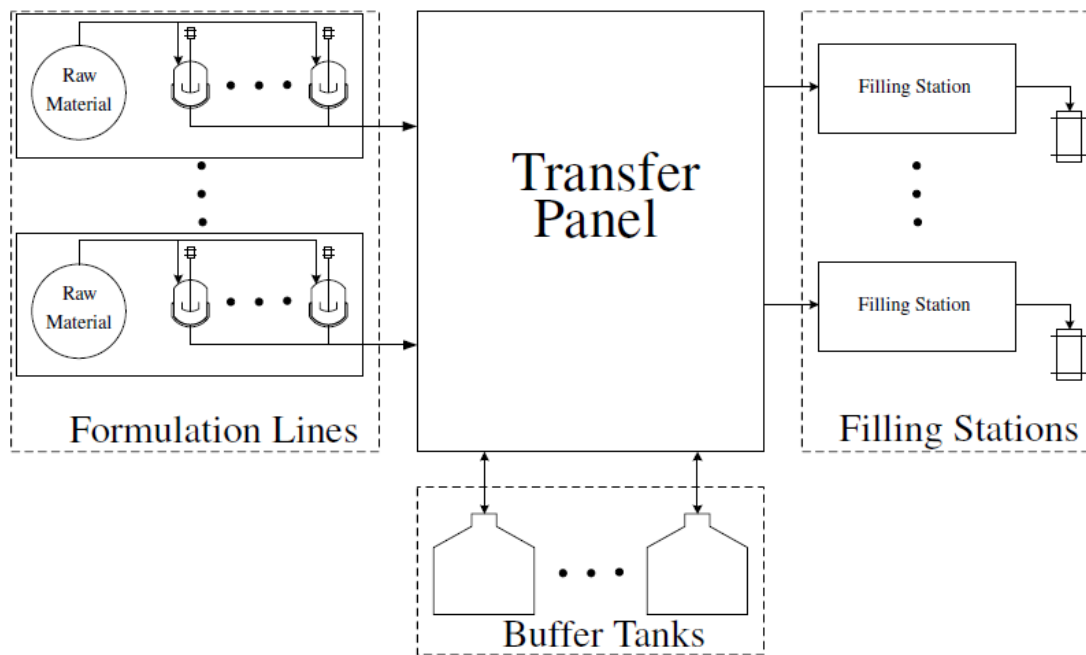 Raw
Material
Raw
Material
Formulation Lines
Transfer
Panel
Buffer Tanks
Filling Station
Filling Station
Filling Stations